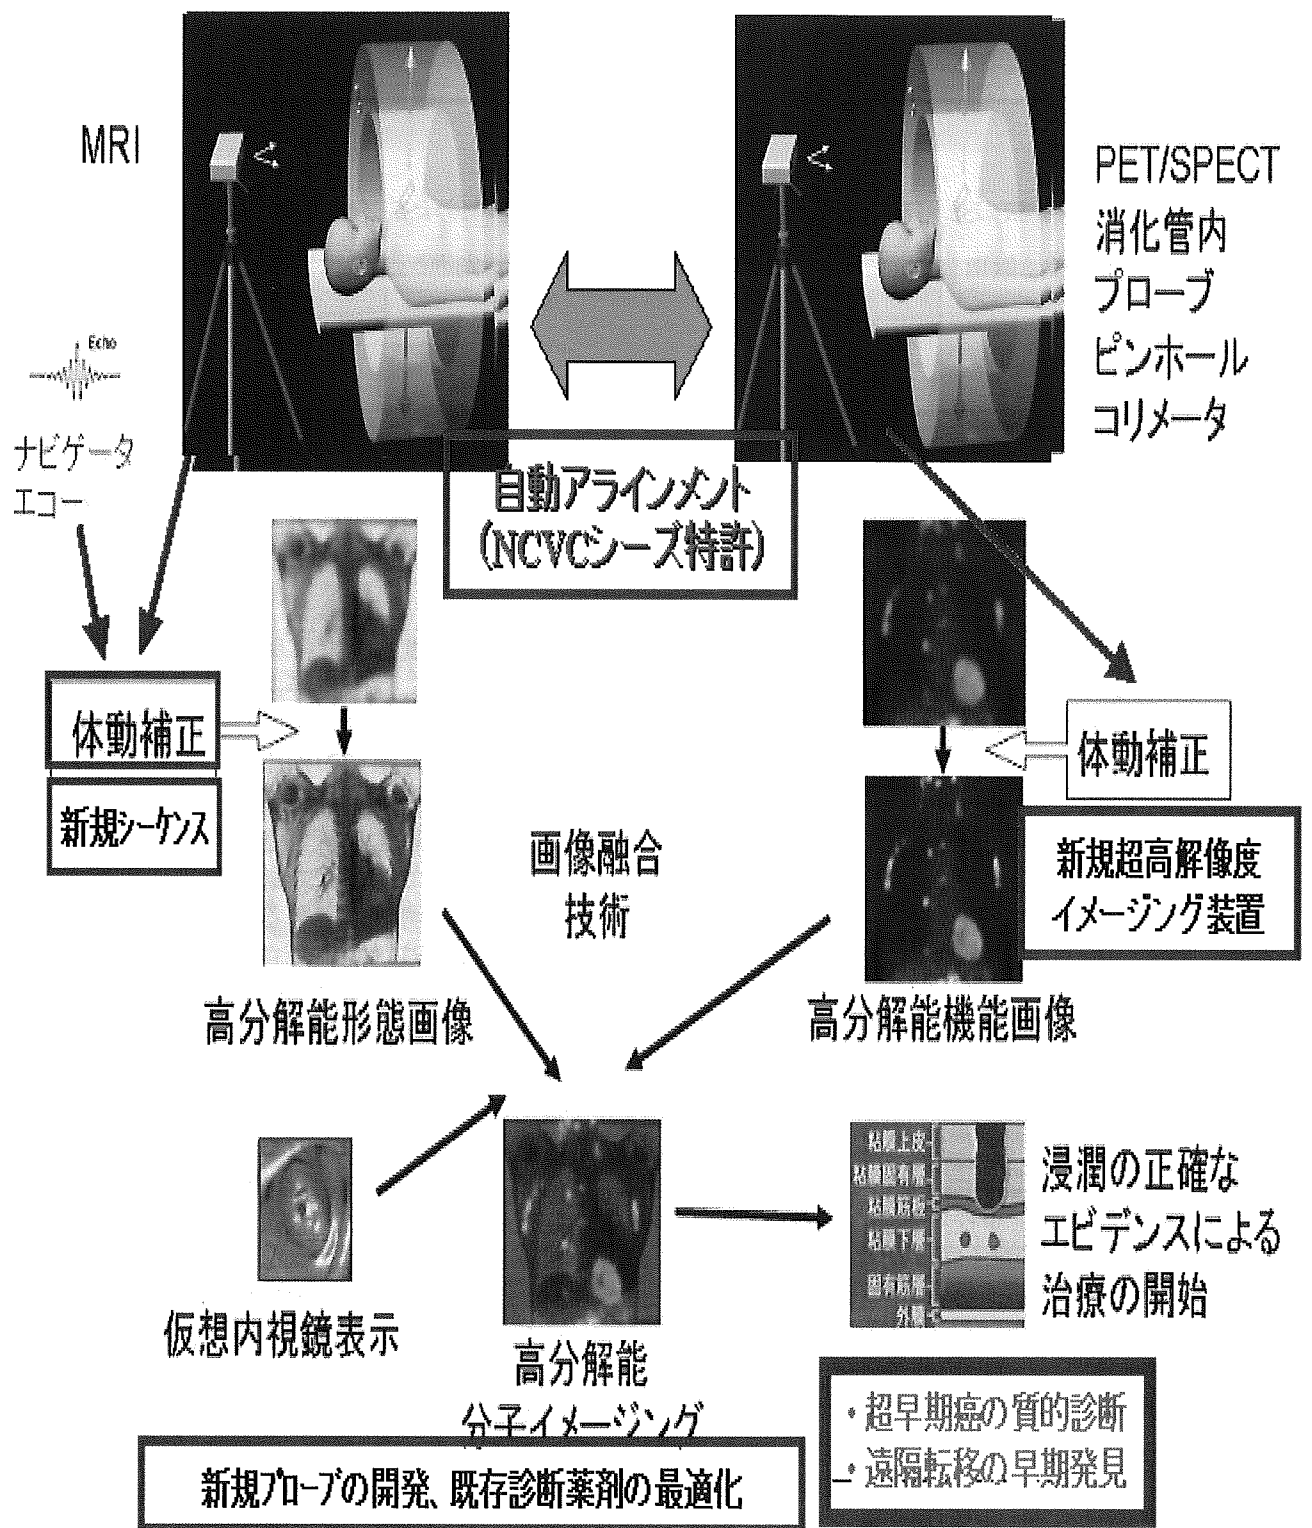 MRI
PET/SPECT
消化管内
プローブ
ピンホール
コリメータ
Echo
ナビゲータ
エコー
自動アラインメント
(NCVCシーズ特許)
体動補正
新規シーケンス
体動補正
新規超高解像度
イメージング装置
画像融合
技術
高分解能形態画像
高分解能機能画像
仮想内視鏡表示
高分解能
分子イメージング
粘膜上皮
粘膜固有層
粘膜筋板
粘膜下層
固有筋層
外膜
浸潤の正確な
エビデンスによる
治療の開始
・超早期癌の質的診断
・遠隔転移の早期発見
新規プローブの開発、既存診断薬剤の最適化